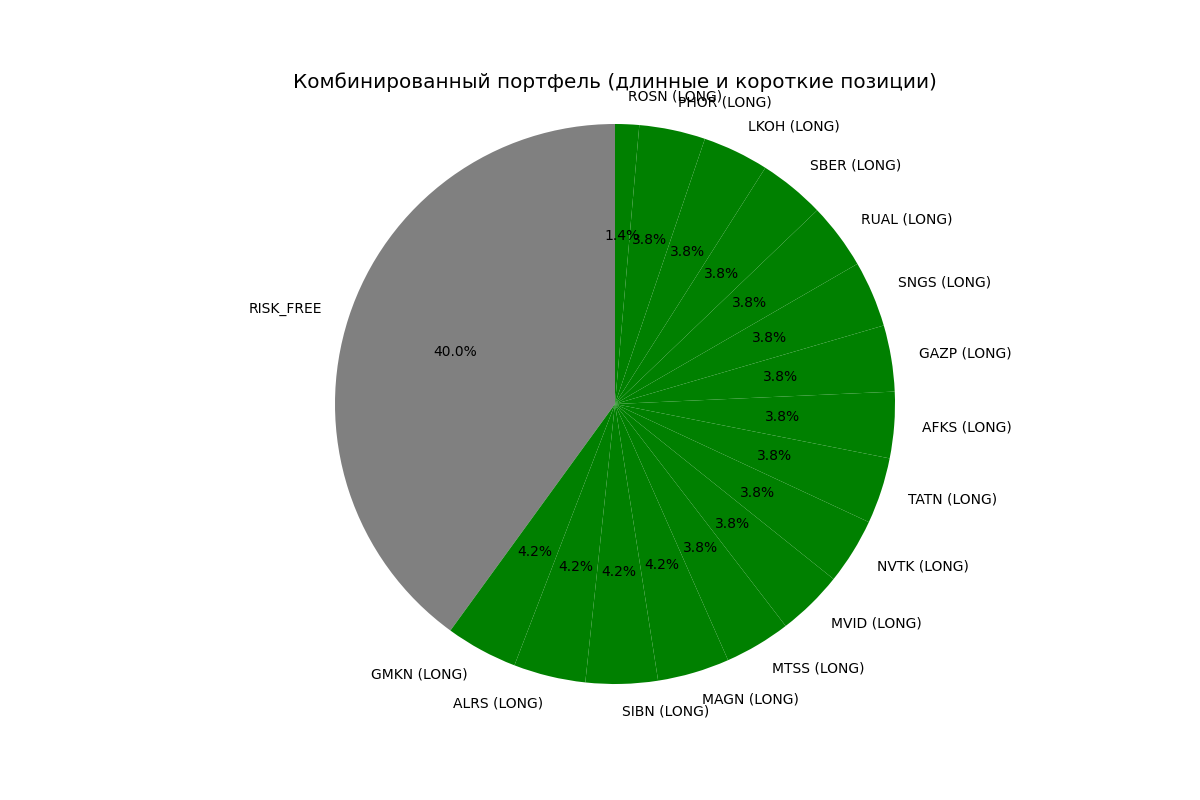 Комбинированный портфель (длинные и короткие позиции)
ROSN (LONG)
PHOR (LONG)
LKOH (LONG)
SBER (LONG)
RUAL (LONG)
SNGS (LONG)
GAZP (LONG)
AFKS (LONG)
TATN (LONG)
NVTK (LONG)
MVID (LONG)
MTSS (LONG)
MAGN (LONG)
SIBN (LONG)
ALRS (LONG)
GMKN (LONG)
RISK_FREE
1.4%
3.8%
3.8%
3.8%
3.8%
3.8%
3.8%
3.8%
3.8%
3.8%
3.8%
3.8%
4.2%
4.2%
4.2%
4.2%
40.0%